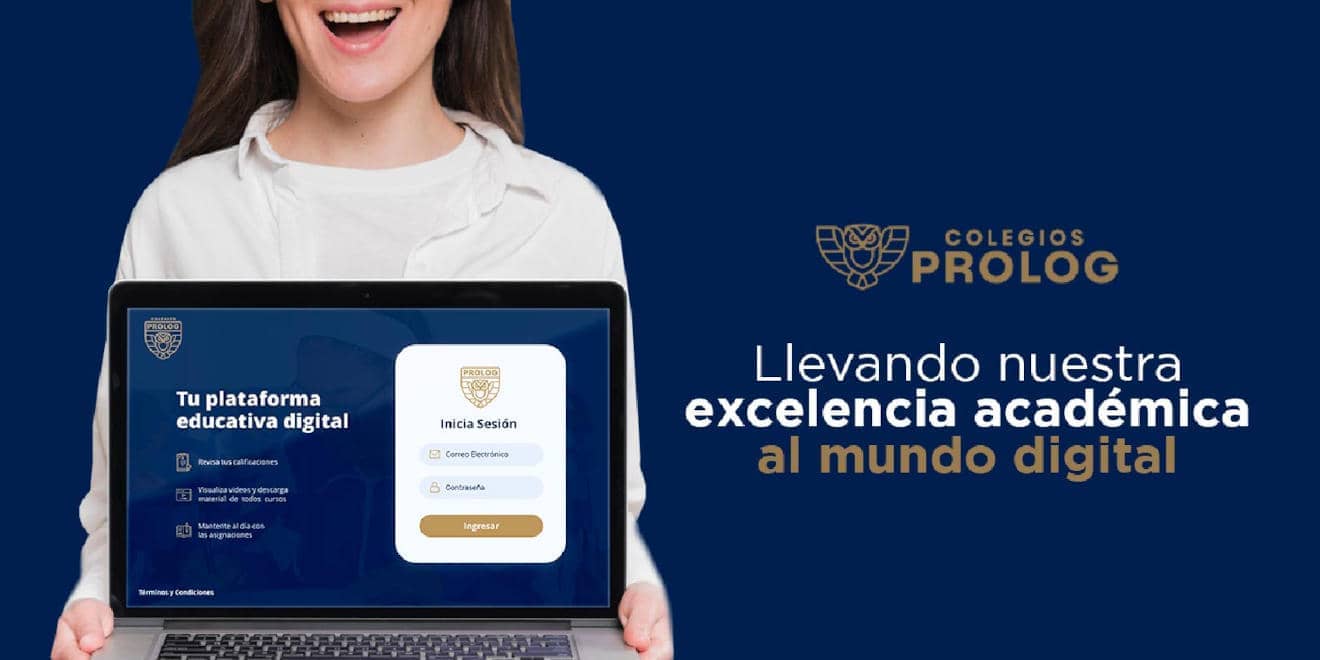 COLEGIOS
PROLOG
Tu plataforma
educativa digital
Revisa tus calificaciones
Visualiza videos y descarga
material de todos cursos
Mantente al día con
las asignaciones
Términos y Condiciones
PROLOG
Inicia Sesión
Correo Electrónico
Contraseña
Ingresar
COLEGIOS
PROLOG
Llevando nuestra
excelencia académica
al mundo digital